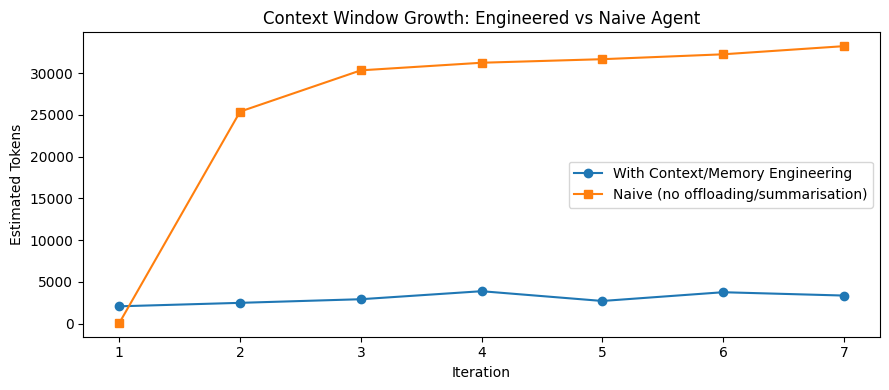 Context Window Growth: Engineered vs Naive Agent
30000
25000
20000
15000
10000
5000
0
Estimated Tokens
With Context/Memory Engineering
Naive (no offloading/summarisation)
1 2 3 4 5 6 7
Iteration